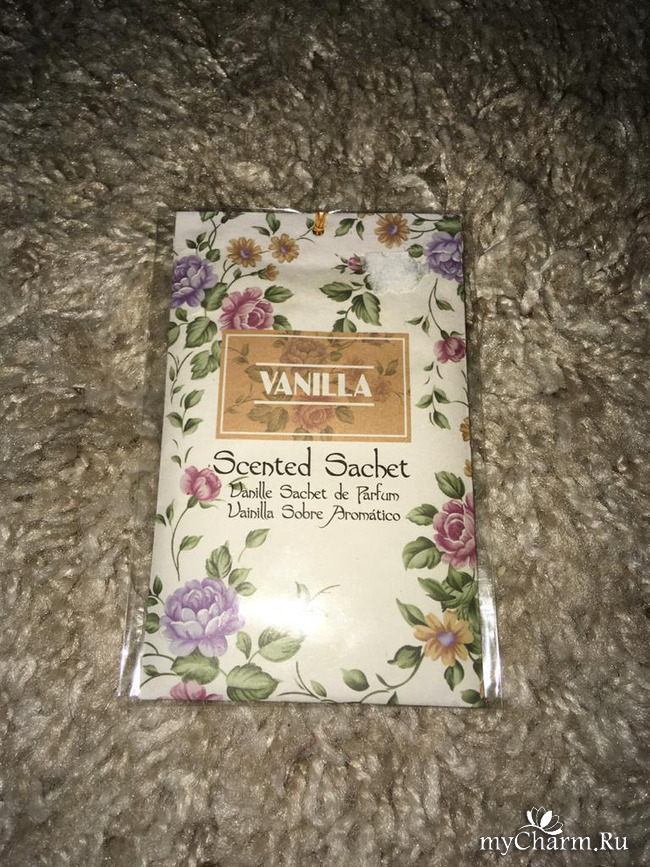 VANILLA
Scented Sachet
Vanille Sachet de Parfum
Vainilla Sobre Aromático
myCharm.Ru